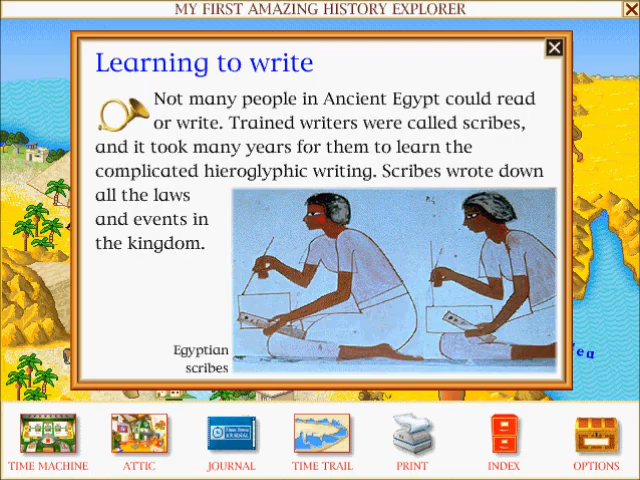 MY FIRST AMAZING HISTORY EXPLORER
Learning to write
Not many people in Ancient Egypt could read
or write. Trained writers were called scribes,
and it took many years for them to learn the
complicated hieroglyphic writing. Scribes wrote down
all the laws
and events in
the kingdom.
Egyptian
scribes
TIME MACHINE
ATTIC
JOURNAL
TIME TRAIL
PRINT
INDEX
OPTIONS